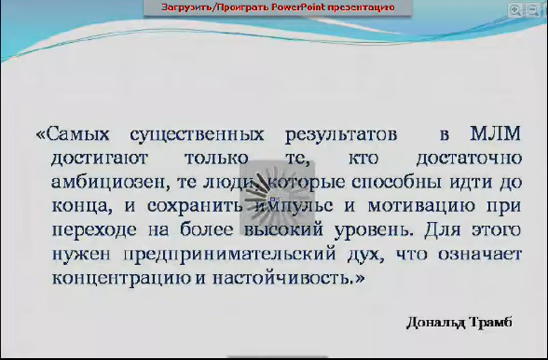 Загрузить/Проиграть PowerPoint презентацию
«Самых существенных результатов в МЛМ
достигают только те, кто достаточно
амбициозен, те люди, которые способны идти до
конца, и сохранить импульс и мотивацию при
переходе на более высокий уровень. Для этого
нужен предпринимательский дух, что означает
концентрацию и настойчивость.»
Дональд Трамб